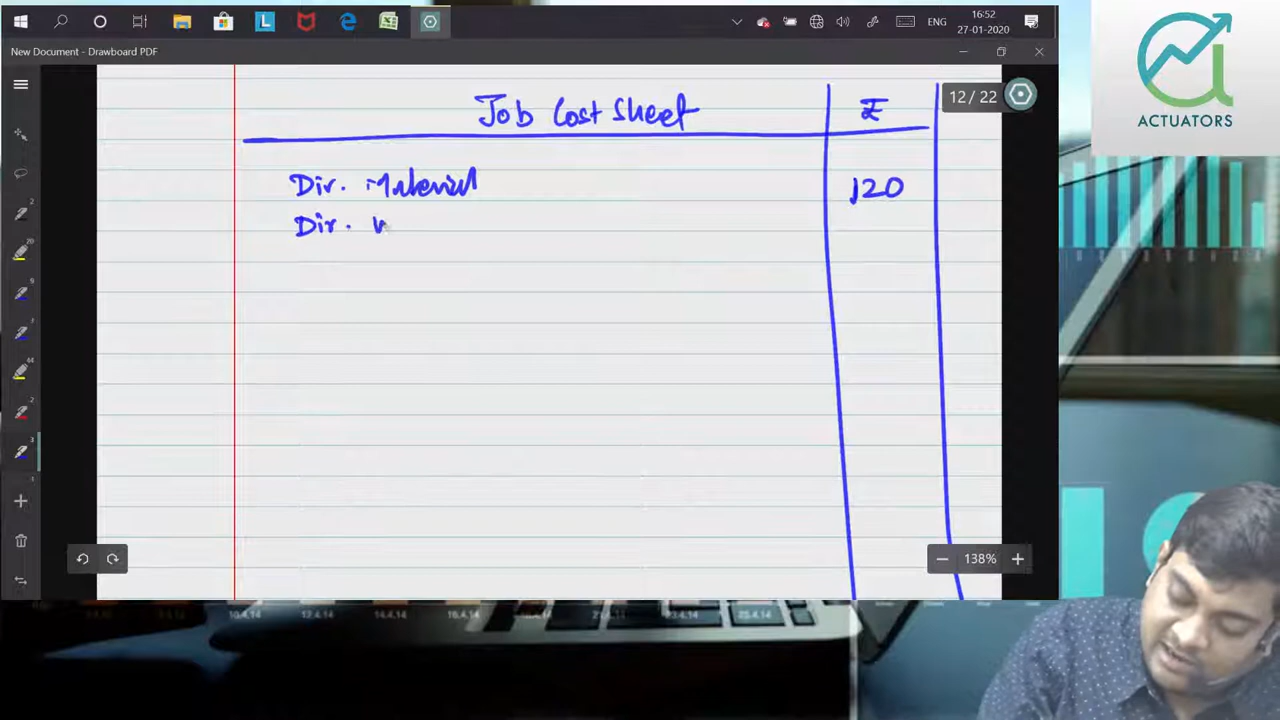 16:52
ENG
27-01-2020
New Document - Drawboard PDF
Job Cost Sheet ₹
12 / 22
Dir. Material 120
Dir.
138%
ACTUATORS